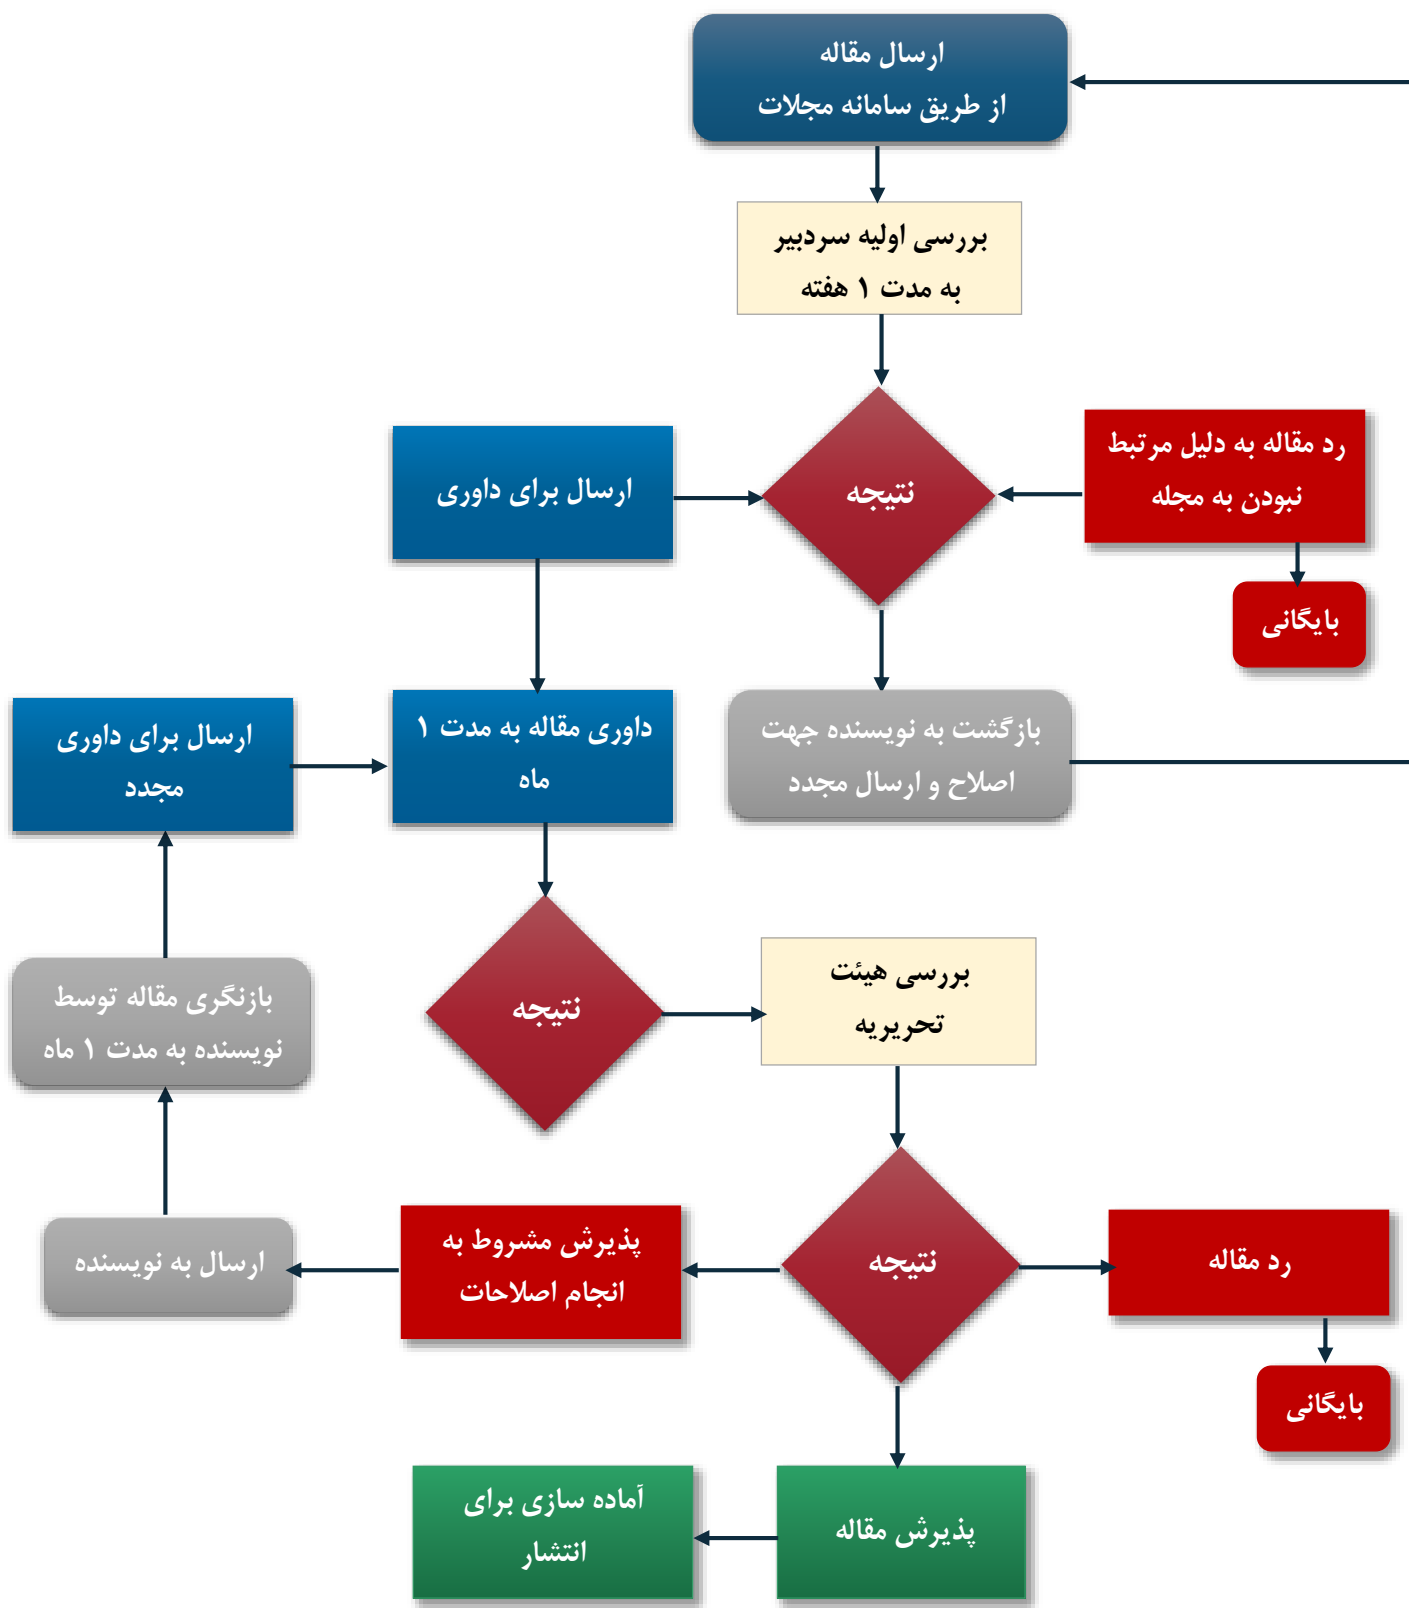 ارسال مقاله
از طریق سامانه مجلات
بررسی اولیه سردبیر
به مدت ۱ هفته
رد مقاله به دلیل مرتبط
نبودن به مجله
نتیجه
ارسال برای داوری
بایگانی
بازگشت به نویسنده جهت
اصلاح و ارسال مجدد
داوری مقاله به مدت ۱
ماه
ارسال برای داوری
مجدد
بررسی هیئت
تحریریه
نتیجه
بازنگری مقاله توسط
نویسنده به مدت ۱ ماه
رد مقاله
نتیجه
پذیرش مشروط به
انجام اصلاحات
ارسال به نویسنده
بایگانی
پذیرش مقاله
آماده سازی برای
انتشار